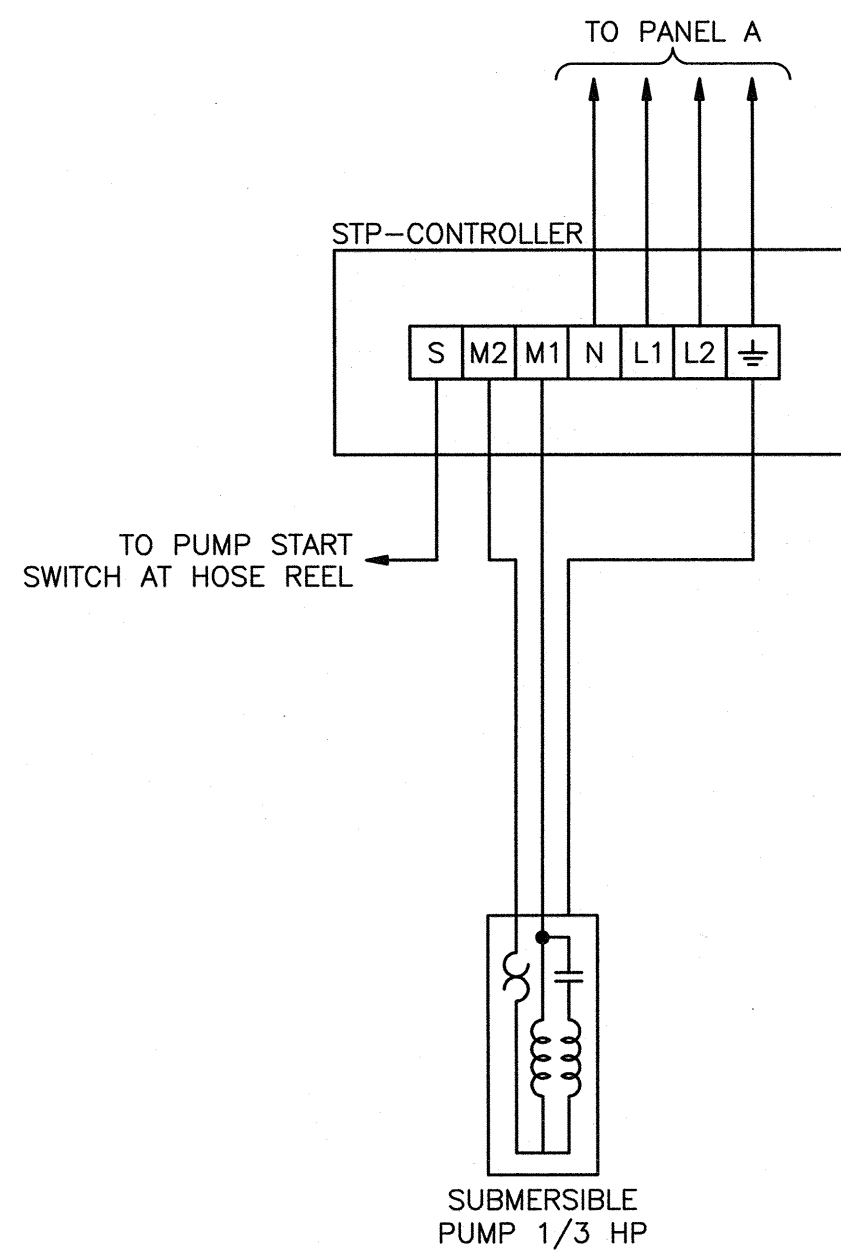 TO PANEL A
STP-CONTROLLER
S M2 M1 N L1 L2
TO PUMP START
SWITCH AT HOSE REEL
SUBMERSIBLE
PUMP 1/3 HP